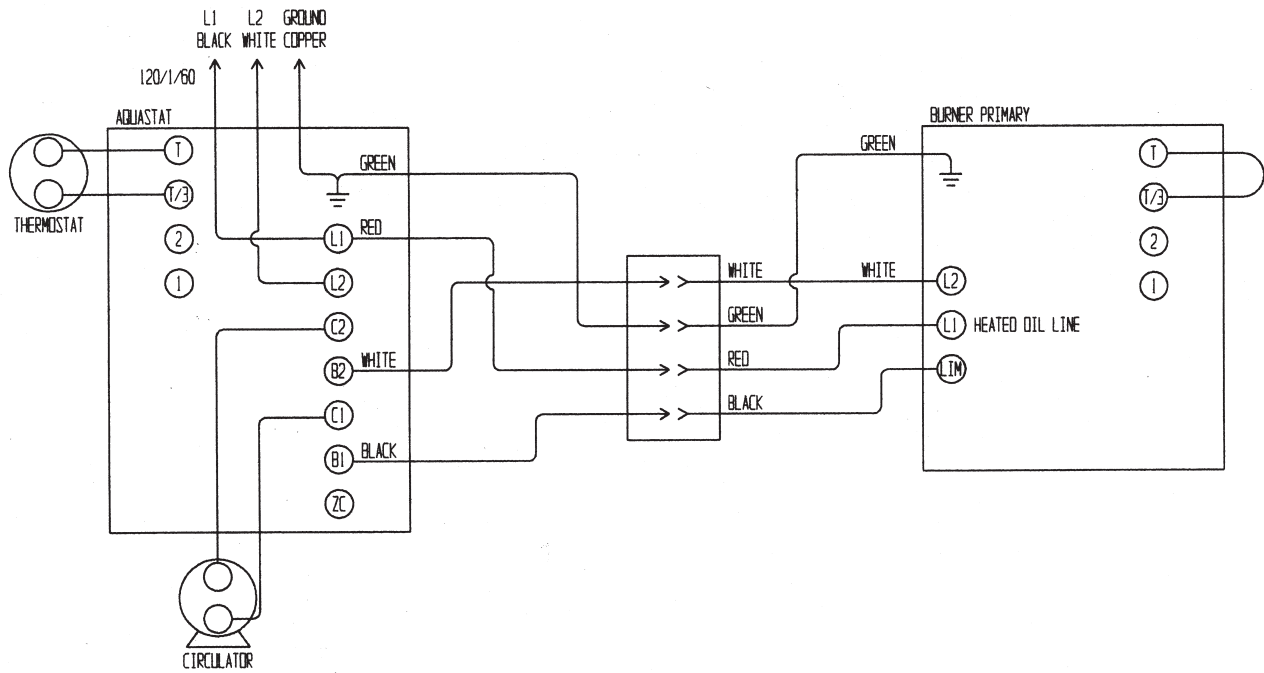 L1 L2 GROUND
BLACK WHITE COPPER
120/1/60
AQUASTAT
BURNER PRIMARY
T
GREEN
GREEN
T
T/3
T/3
THERMOSTAT
2
L1
RED
2
1
L2
WHITE
WHITE
L2
1
C2
GREEN
L1
HEATED OIL LINE
B2
WHITE
RED
LIM
C1
BLACK
B1
BLACK
ZC
CIRCULATOR